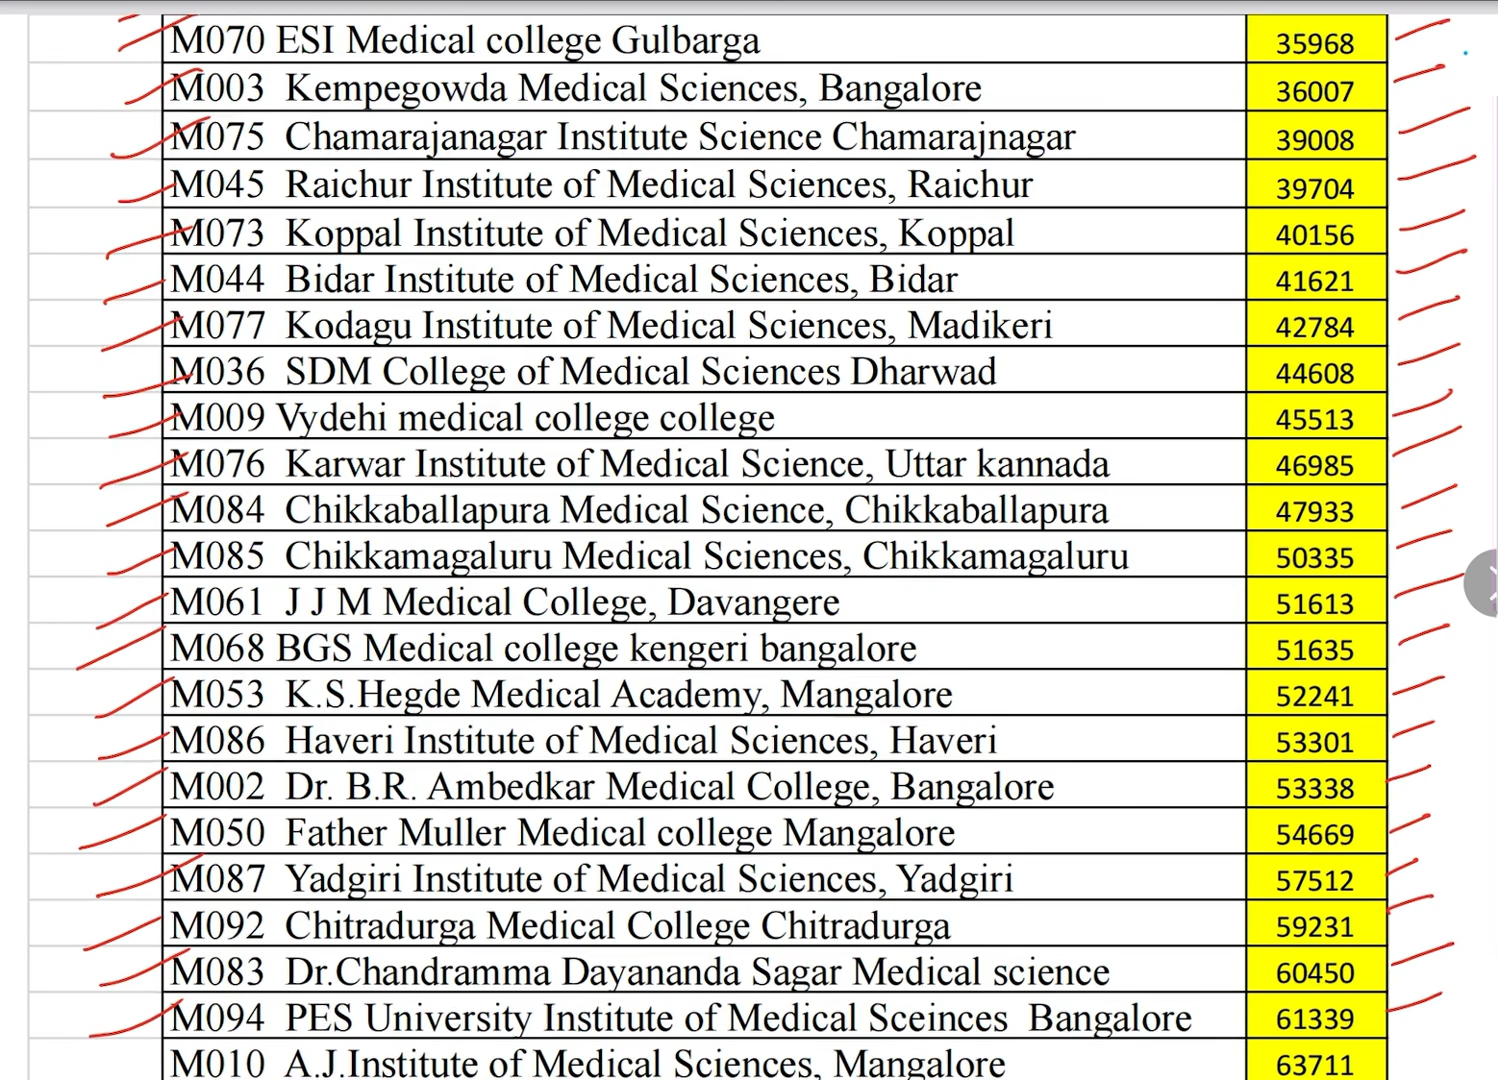 M070 ESI Medical college Gulbarga 35968
M003 Kempegowda Medical Sciences, Bangalore 36007
M075 Chamarajanagar Institute Science Chamarajnagar 39008
M045 Raichur Institute of Medical Sciences, Raichur 39704
M073 Koppal Institute of Medical Sciences, Koppal 40156
M044 Bidar Institute of Medical Sciences, Bidar 41621
M077 Kodagu Institute of Medical Sciences, Madikeri 42784
M036 SDM College of Medical Sciences Dharwad 44608
M009 Vydehi medical college college 45513
M076 Karwar Institute of Medical Science, Uttar kannada 46985
M084 Chikkaballapura Medical Science, Chikkaballapura 47933
M085 Chikkamagaluru Medical Sciences, Chikkamagaluru 50335
M061 J J M Medical College, Davangere 51613
M068 BGS Medical college kengeri bangalore 51635
M053 K.S.Hegde Medical Academy, Mangalore 52241
M086 Haveri Institute of Medical Sciences, Haveri 53301
M002 Dr. B.R. Ambedkar Medical College, Bangalore 53338
M050 Father Muller Medical college Mangalore 54669
M087 Yadgiri Institute of Medical Sciences, Yadgiri 57512
M092 Chitradurga Medical College Chitradurga 59231
M083 Dr.Chandramma Dayananda Sagar Medical science 60450
M094 PES University Institute of Medical Sceinces Bangalore 61339
M010 A.J.Institute of Medical Sciences, Mangalore 63711